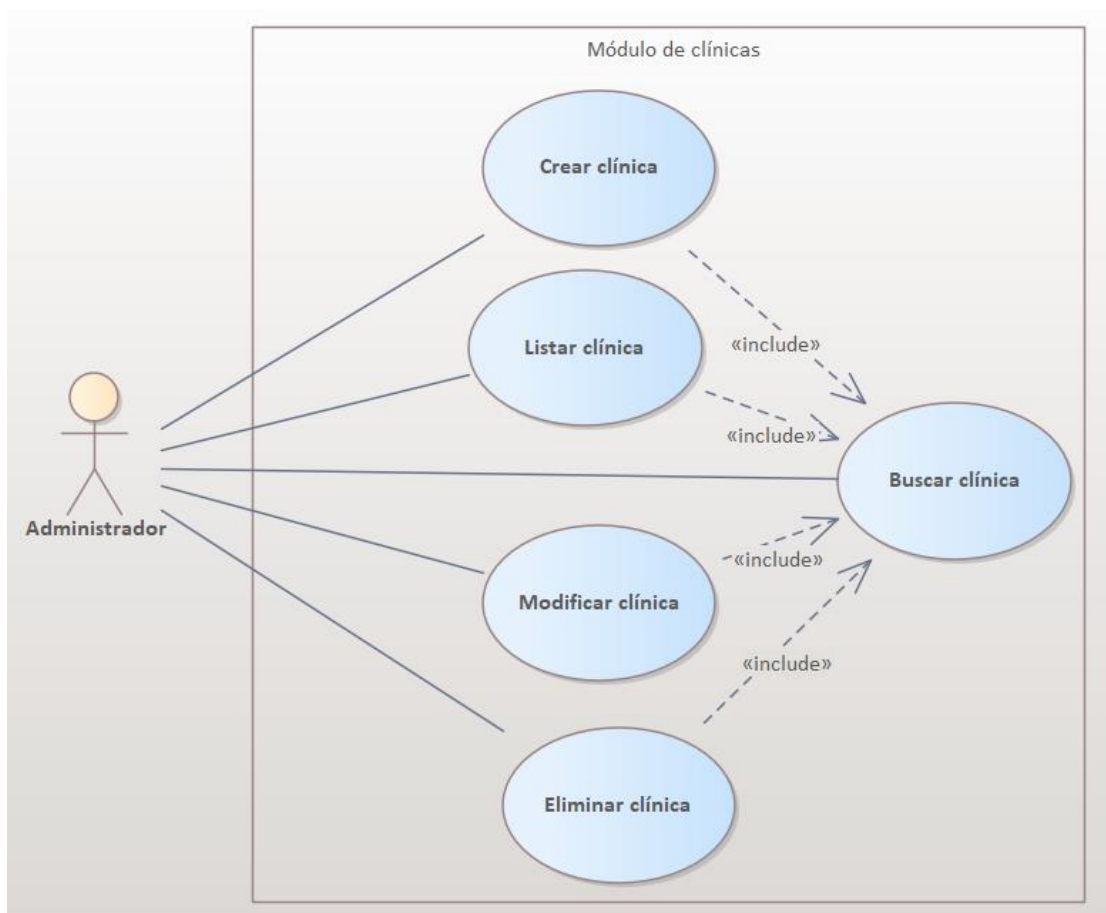 Módulo de clínicas
Crear clínica
Listar clínica
«include»
«include»
Buscar clínica
Administrador
«include»
Modificar clínica
«include»
Eliminar clínica